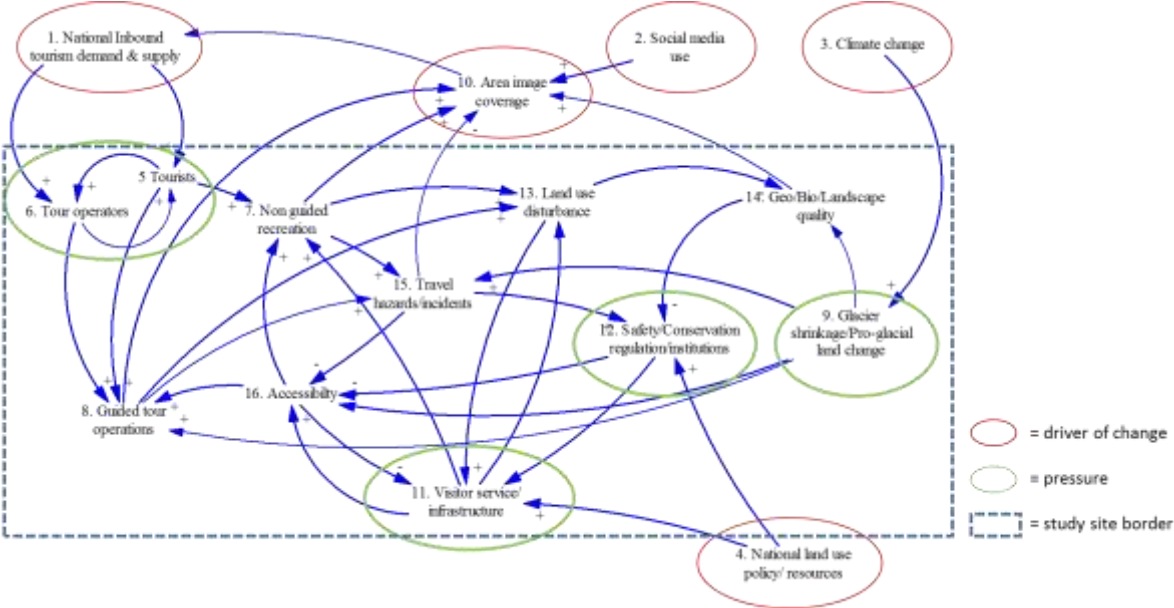 1. National Inbound
tourism demand & supply
2. Social media
use
3. Climate change
10. Area image
coverage
5 Tourists
6. Tour operators
7. Non guided
recreation
13. Land use
disturbance
14. Geo/Bio/Landscape
quality
15. Travel
hazards/incidents
12. Safety/Conservation
regulation/institutions
9. Glacier
shrinkage/Pro-glacial
land change
16. Accessibilty
8. Guided tour
operations
11. Visitor service/
infrastructure
4. National land use
policy/ resources
= driver of change
= pressure
= study site border